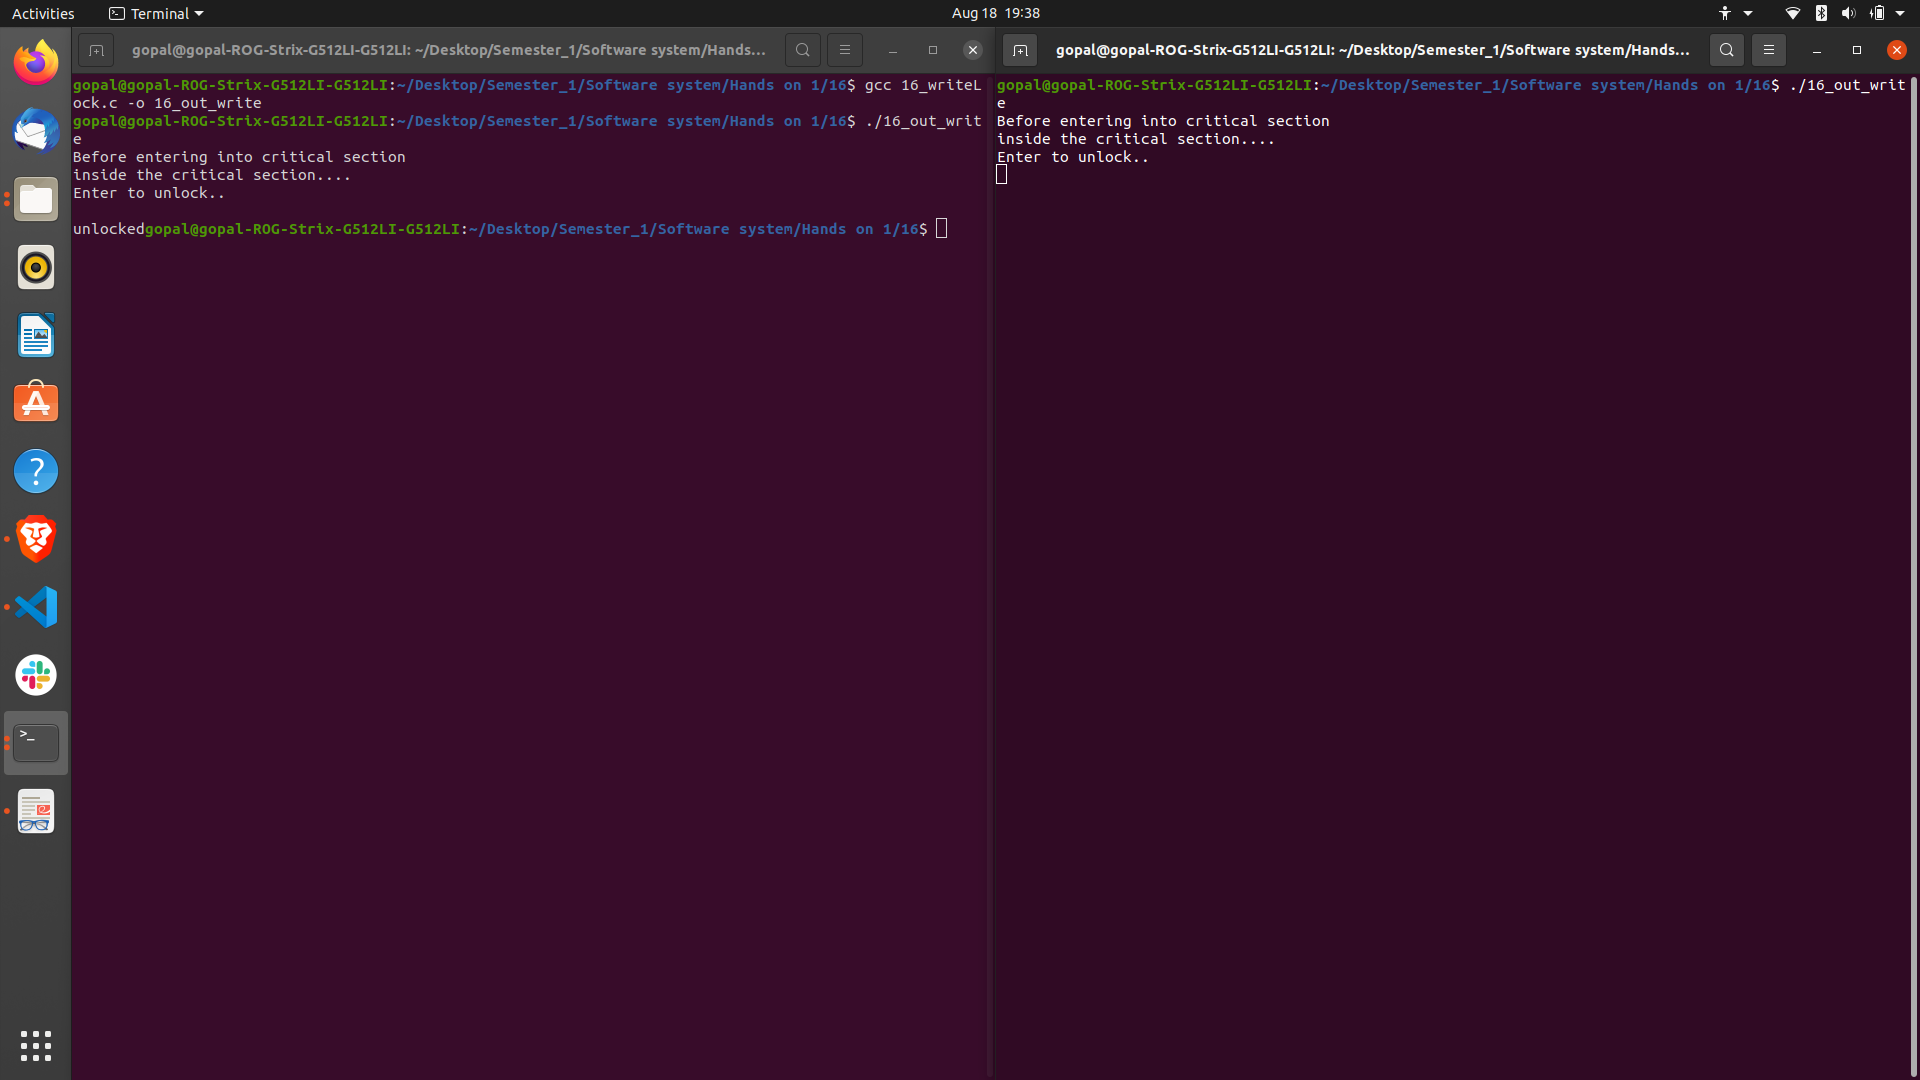 Activities
Terminal
Aug 18 19:38
gopal@gopal-ROG-Strix-G512LI-G512LI: ~/Desktop/Semester_1/Software system/Hands...
gopal@gopal-ROG-Strix-G512LI-G512LI:~/Desktop/Semester_1/Software system/Hands on 1/16$ gcc 16_writeL
ock.c -o 16_out_write
gopal@gopal-ROG-Strix-G512LI-G512LI:~/Desktop/Semester_1/Software system/Hands on 1/16$ ./16_out_writ
e
Before entering into critical section
inside the critical section....
Enter to unlock..
unlockedgopal@gopal-ROG-Strix-G512LI-G512LI:~/Desktop/Semester_1/Software system/Hands on 1/16$
gopal@gopal-ROG-Strix-G512LI-G512LI: ~/Desktop/Semester_1/Software system/Hands...
gopal@gopal-ROG-Strix-G512LI-G512LI:~/Desktop/Semester_1/Software system/Hands on 1/16$ ./16_out_writ
e
Before entering into critical section
inside the critical section....
Enter to unlock..